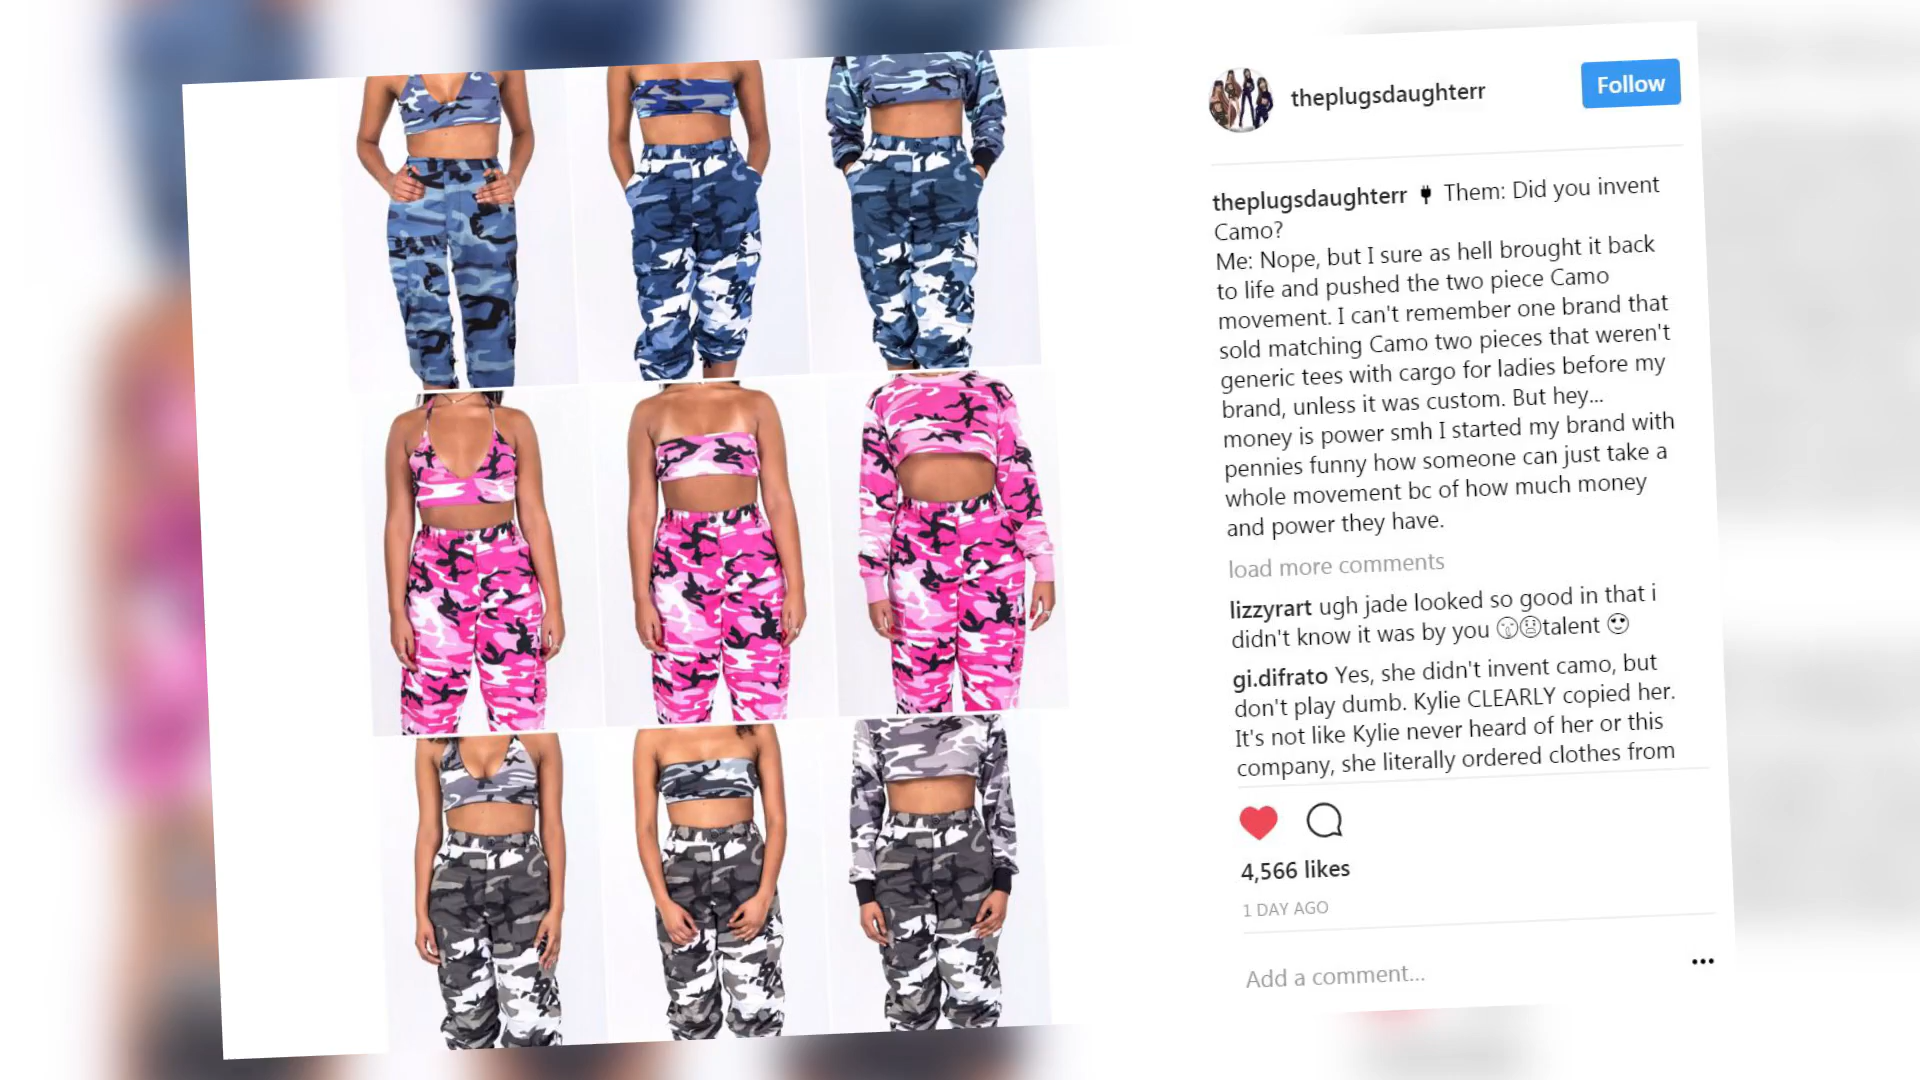 theplugsdaughterr
Follow
theplugsdaughterr Them: Did you invent
Camo?
Me: Nope, but I sure as hell brought it back
to life and pushed the two piece Camo
movement. I can't remember one brand that
sold matching Camo two pieces that weren't
generic tees with cargo for ladies before my
brand, unless it was custom. But hey...
money is power smh I started my brand with
pennies funny how someone can just take a
whole movement bc of how much money
and power they have.
load more comments
lizzyrart ugh jade looked so good in that i
didn't know it was by you talent
gi.difrato Yes, she didn't invent camo, but
don't play dumb. Kylie CLEARLY copied her.
It's not like Kylie never heard of her or this
company, she literally ordered clothes from
4,566 likes
1 DAY AGO
Add a comment...